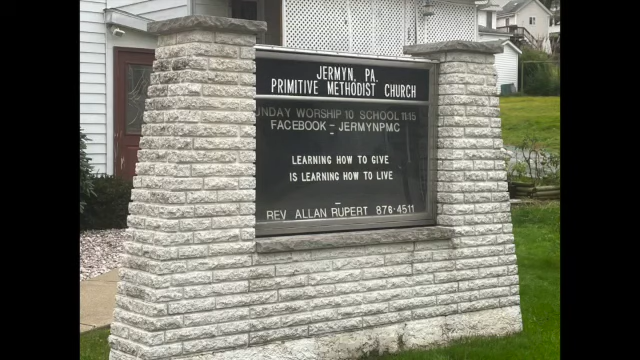 JERMYN, PA.
PRIMITIVE METHODIST CHURCH
UNDAY WORSHIP 10 SCHOOL 11:15
FACEBOOK - JERMYNPMC
LEARNING HOW TO GIVE
IS LEARNING HOW TO LIVE
REV ALLAN RUPERT 876-4511